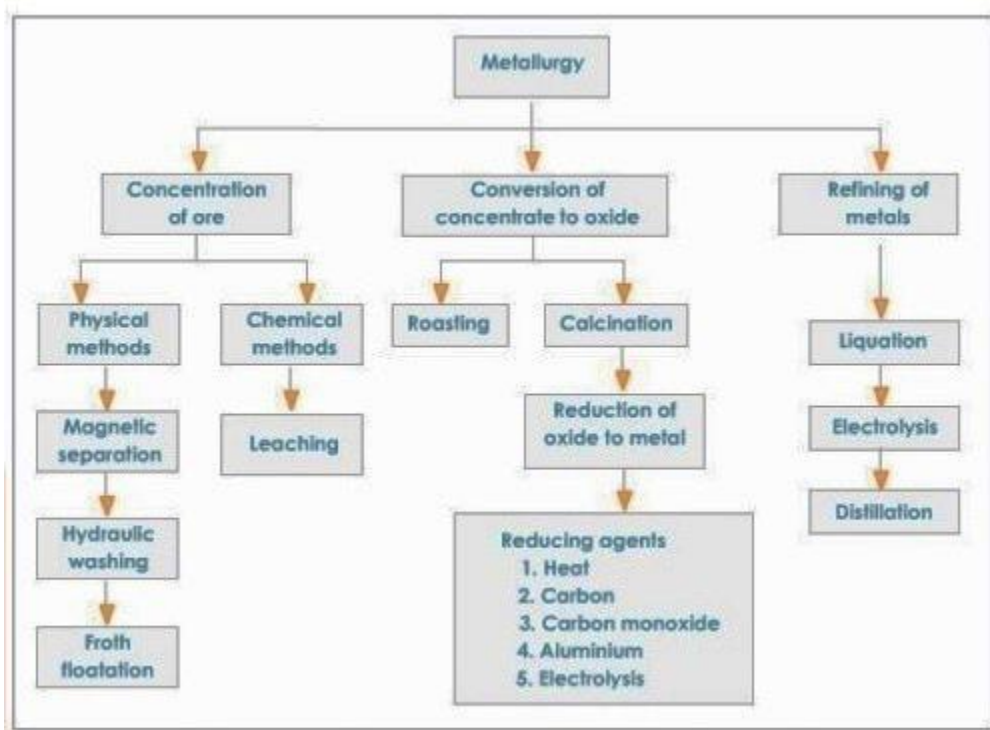 Metallurgy
Concentration
of ore
Conversion of
concentrate to oxide
Refining of
metals
Physical
methods
Chemical
methods
Roasting
Calcination
Liquation
Magnetic
separation
Leaching
Reduction of
oxide to metal
Electrolysis
Hydraulic
washing
Distillation
Froth
floatation
Reducing agents
1. Heat
2. Carbon
3. Carbon monoxide
4. Aluminium
5. Electrolysis